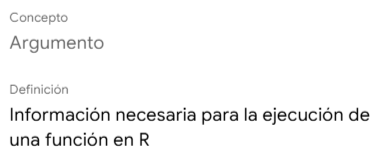 Concepto
Argumento
Definición
Información necesaria para la ejecución de
una función en R